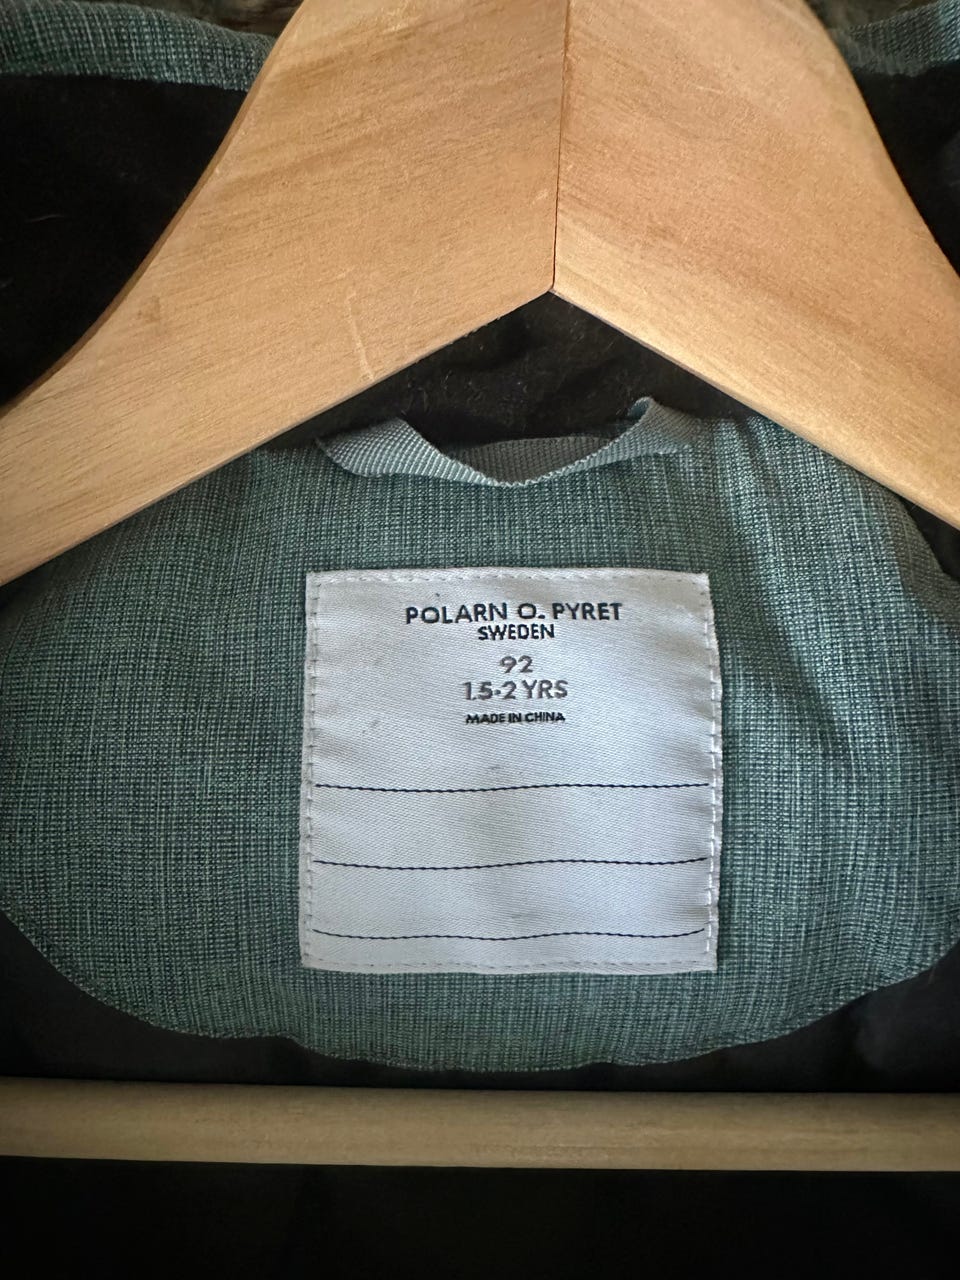 POLARN O. PYRET
SWEDEN
92
1.5-2 YRS
MADE IN CHINA